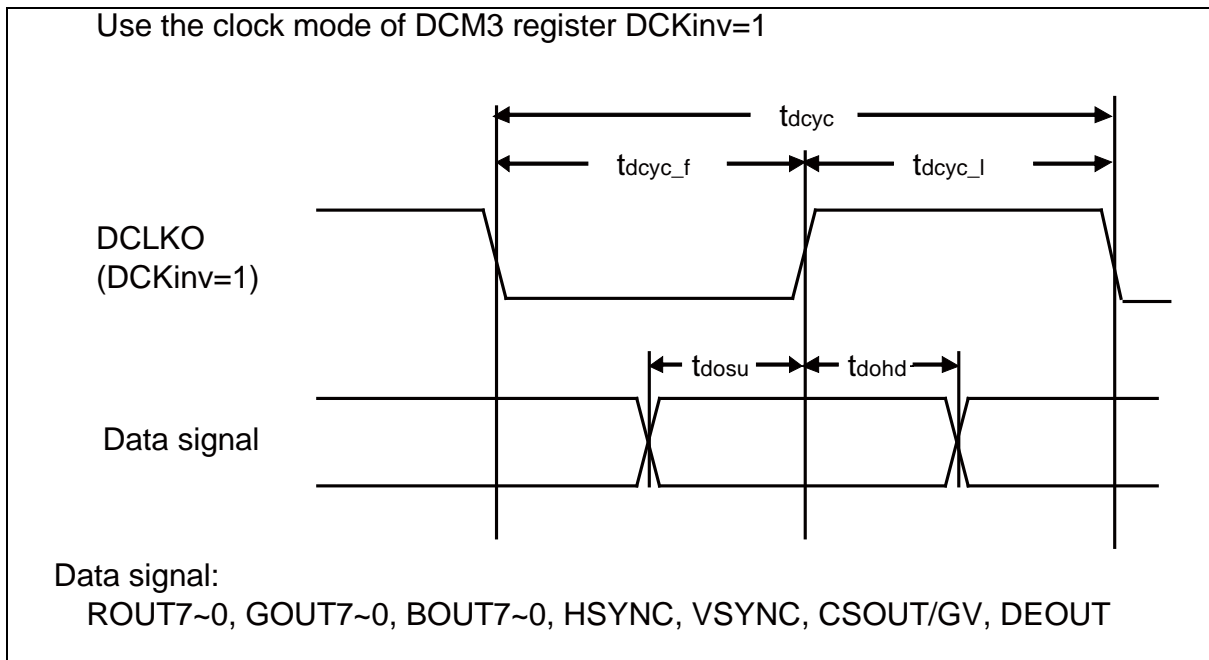 Use the clock mode of DCM3 register DCKinv=1
tdcyc
tdcyc_f
tdcyc_l
DCLKO
(DCKinv=1)
tdosu
tdohd
Data signal
Data signal:
ROUT7~0, GOUT7~0, BOUT7~0, HSYNC, VSYNC, CSOUT/GV, DEOUT